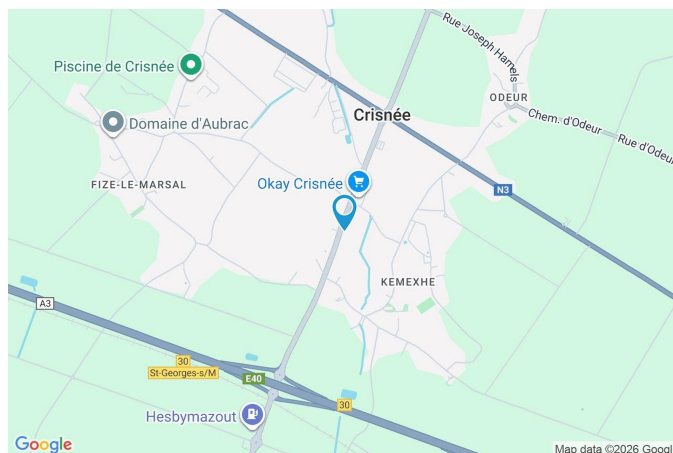 Rue Joseph Hamels
Piscine de Crisnée
ODEUR
Crisnée
Domaine d'Aubrac
Chem. d'Odeur
Rue d'Odeur
FIZE-LE-MARSAL
Okay Crisnée
N3
KEMEXHE
A3
30
St-Georges-s/M
E40
30
Hesbymazout
Google
Map data ©2026 Google